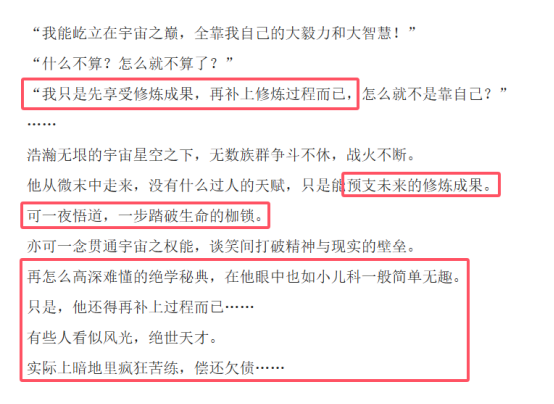 “我能屹立在宇宙之巅，全靠我自己的大毅力和大智慧！”
“什么不算？怎么就不算了？”
“我只是先享受修炼成果，再补上修炼过程而已，怎么就不是靠自己？”
……
浩瀚无垠的宇宙星空之下，无数族群争斗不休，战火不断。
他从微末中走来，没有什么过人的天赋，只是能预支未来的修炼成果。
可一夜悟道，一步踏破生命的枷锁。
亦可一念贯通宇宙之权能，谈笑间打破精神与现实的壁垒。
再怎么高深难懂的绝学秘典，在他眼中也如小儿科一般简单无趣。
只是，他还得再补上过程而已……
有些人看似风光，绝世天才。
实际上暗地里疯狂苦练，偿还欠债……